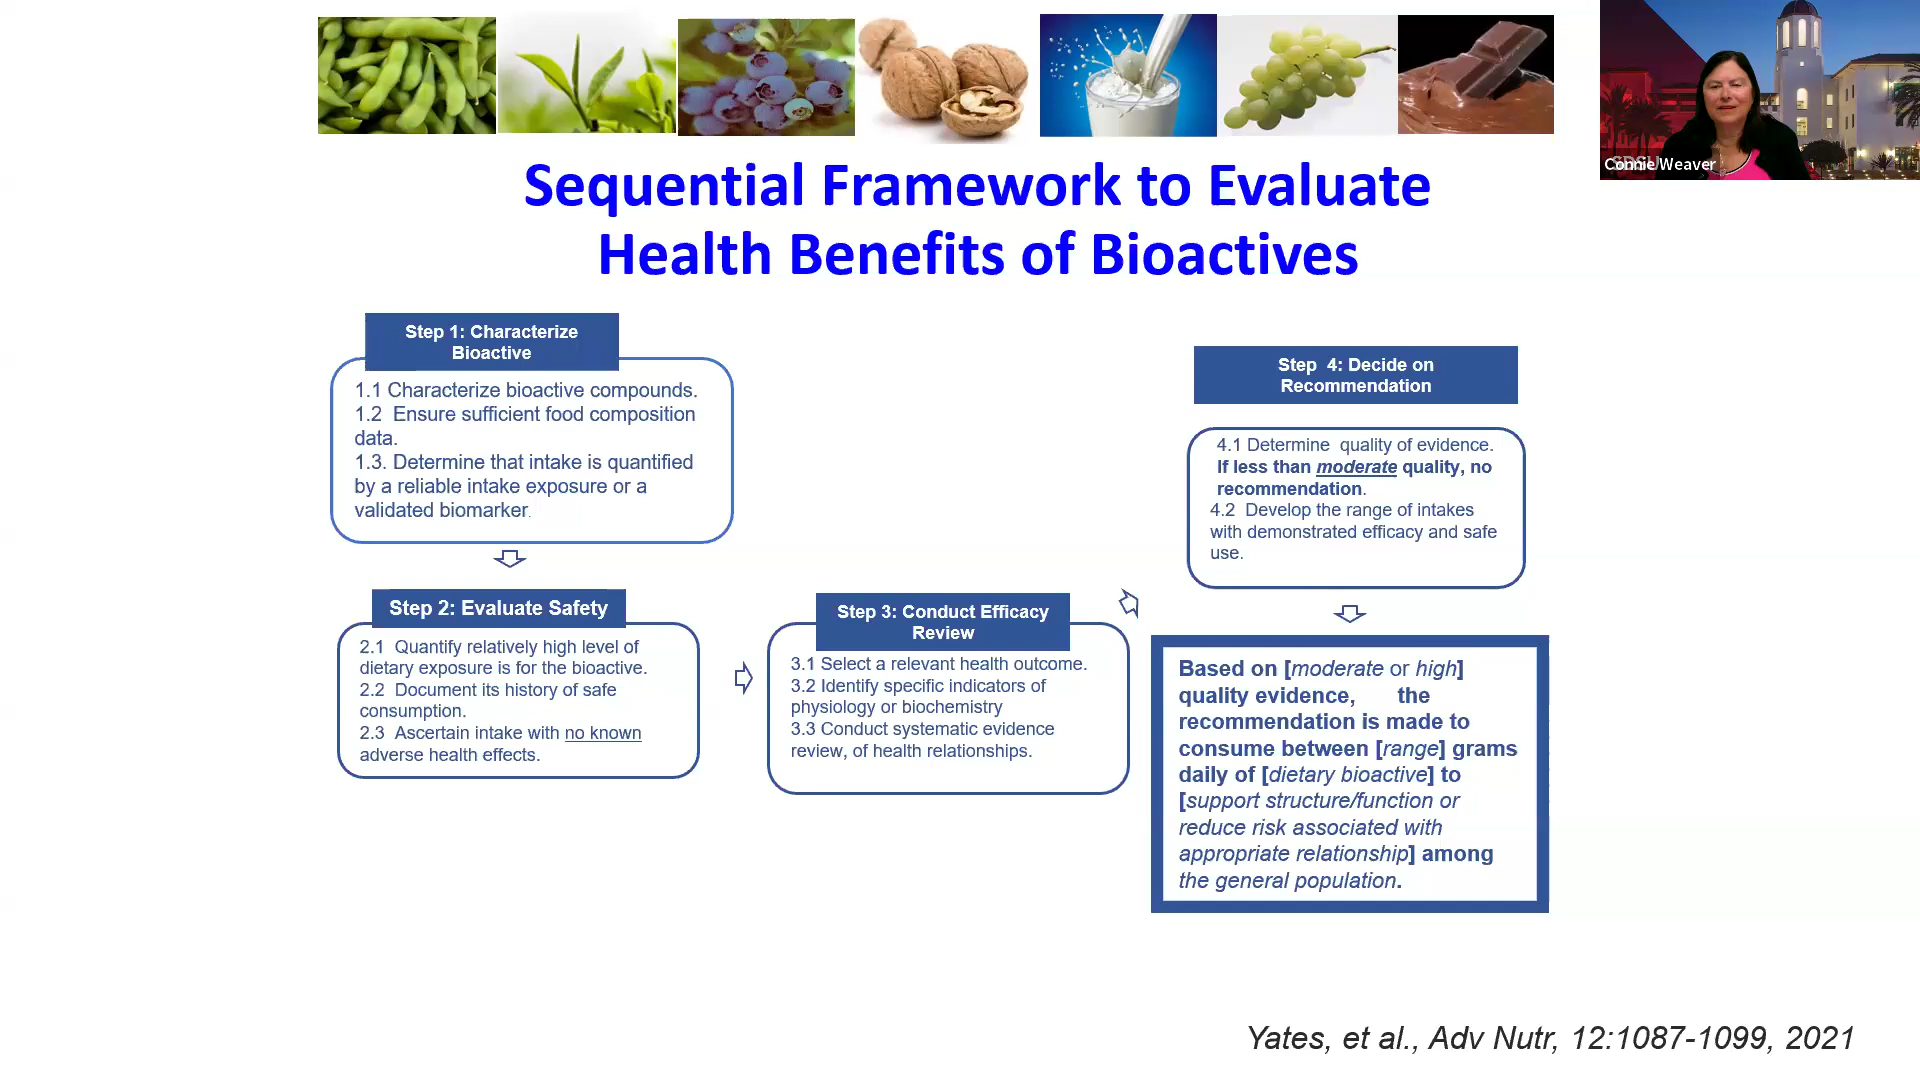 Connie Weaver
Sequential Framework to Evaluate
Health Benefits of Bioactives
Step 1: Characterize
Bioactive
1.1 Characterize bioactive compounds.
1.2 Ensure sufficient food composition
data.
1.3. Determine that intake is quantified
by a reliable intake exposure or a
validated biomarker.
Step 2: Evaluate Safety
2.1 Quantify relatively high level of
dietary exposure is for the bioactive.
2.2 Document its history of safe
consumption.
2.3 Ascertain intake with no known
adverse health effects.
Step 3: Conduct Efficacy
Review
3.1 Select a relevant health outcome.
3.2 Identify specific indicators of
physiology or biochemistry
3.3 Conduct systematic evidence
review, of health relationships.
Step 4: Decide on
Recommendation
4.1 Determine quality of evidence.
If less than moderate quality, no
recommendation.
4.2 Develop the range of intakes
with demonstrated efficacy and safe
use.
Based on [moderate or high]
quality evidence, the
recommendation is made to
consume between [range] grams
daily of [dietary bioactive] to
[support structure/function or
reduce risk associated with
appropriate relationship] among
the general population.
Yates, et al., Adv Nutr, 12:1087-1099, 2021